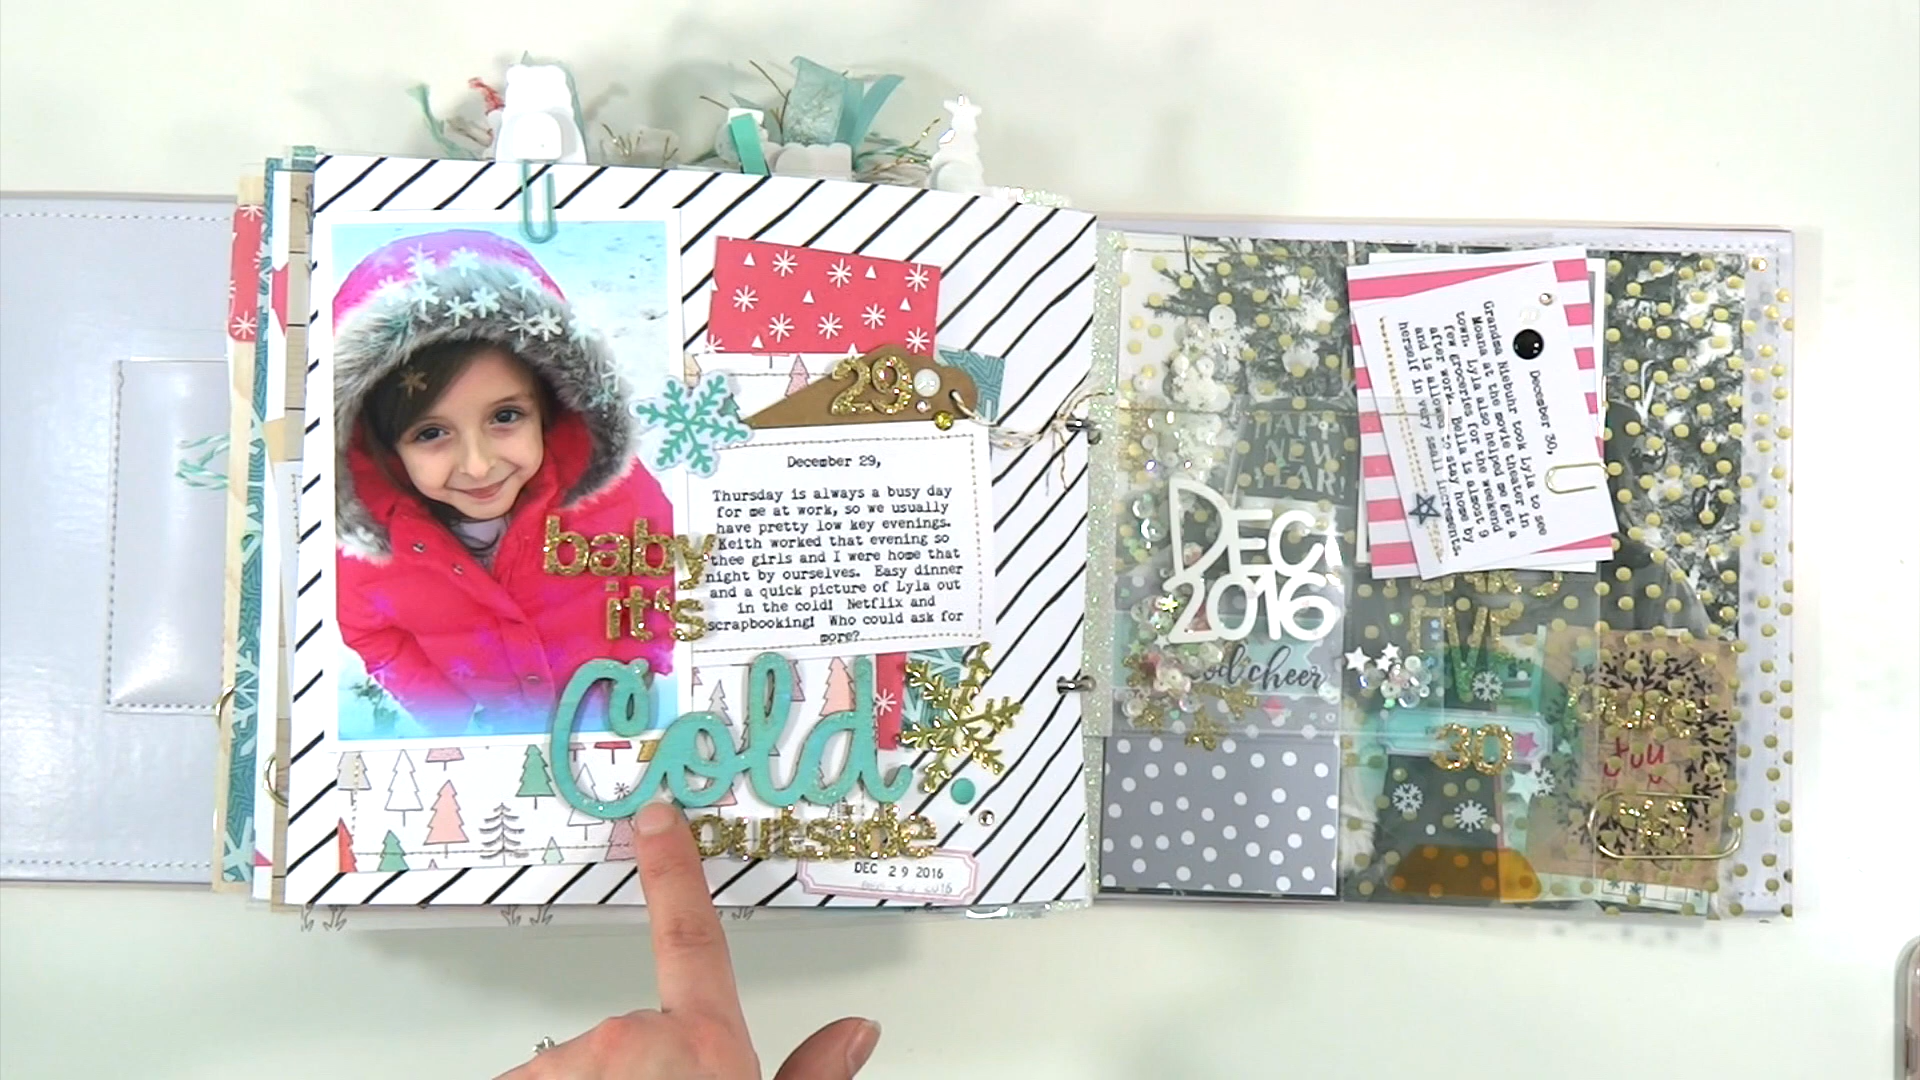 29
December 29,
Thursday is always a busy day
for me at work, so we usually
have pretty low key evenings.
Keith worked that evening so
thee girls and I were home that
night by ourselves. Easy dinner
and a quick picture of Lyla out
in the cold! Netflix and
scrapbooking! Who could ask for
more?
baby
it's
Cold
outside
DEC 29 2016
HAPPY
NEW
YEAR!
DEC
2016
cheer
December 30,
Grandma Niebuhr took Lyla to see
Moana at the movie theater in
town. Lyla also helped me get a
few groceries for the weekend
after work. Bella is almost 9
and is allowed to stay home by
herself in very small increments.
30